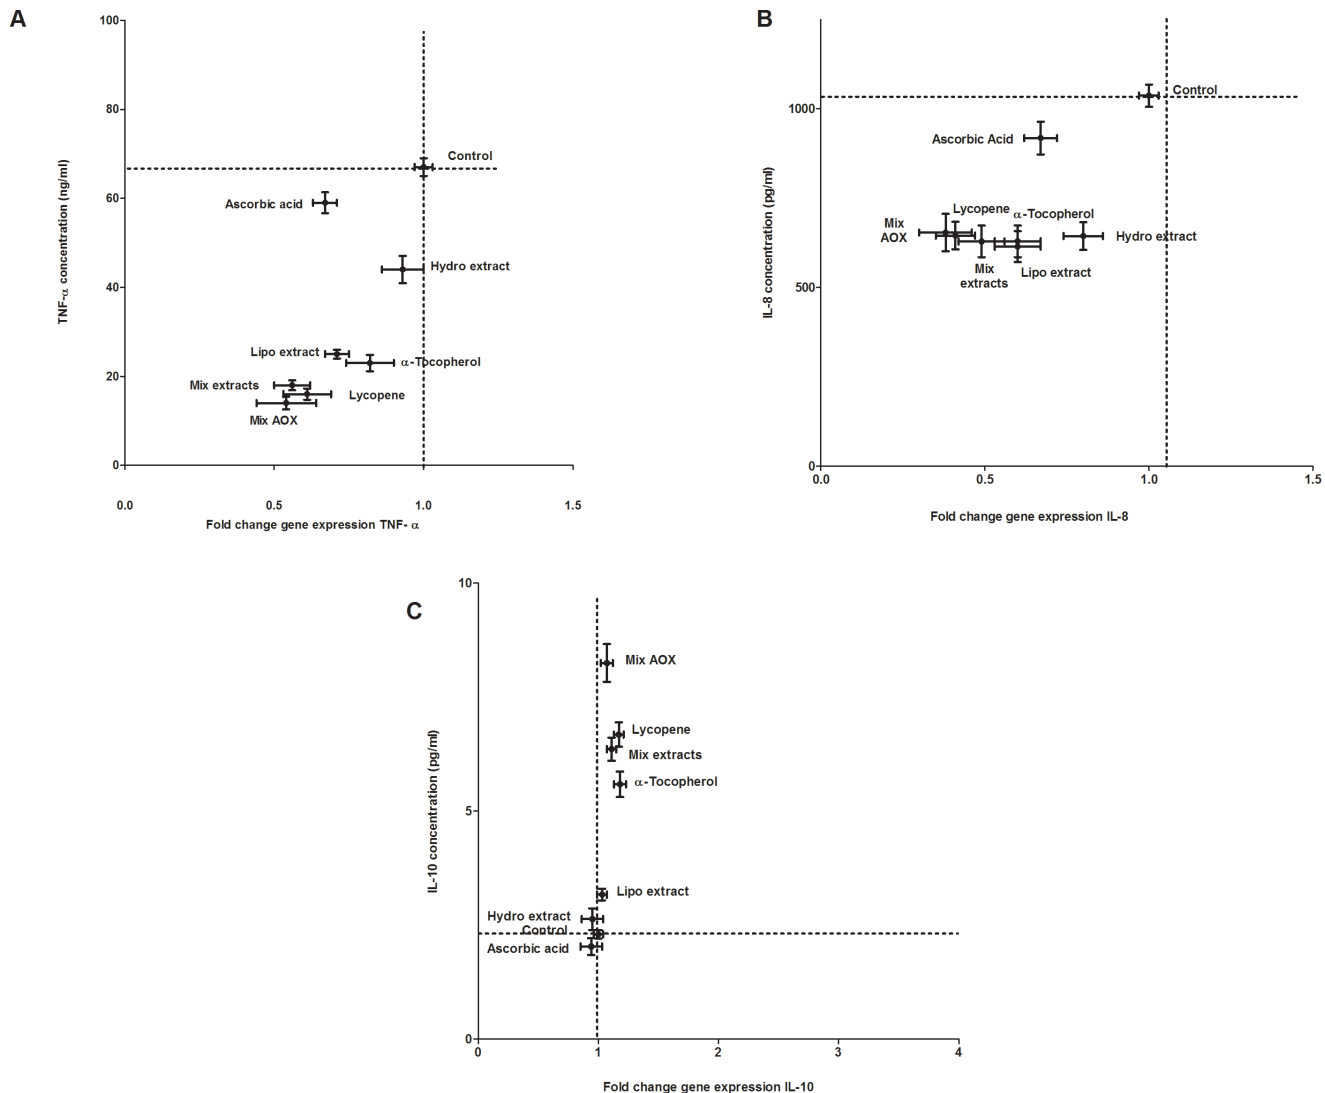 A
100
80
60
40
20
0
TNF-α concentration (ng/ml)
Control
Ascorbic acid
Hydro extract
Lipo extract
α-Tocopherol
Mix extracts
Lycopene
Mix AOX
0.0 0.5 1.0 1.5
Fold change gene expression TNF- α
B
1000
500
0
IL-8 concentration (pg/ml)
Control
Ascorbic Acid
Lycopene
α-Tocopherol
Mix
AOX
Hydro extract
Mix
extracts
Lipo extract
0.0 0.5 1.0 1.5
Fold change gene expression IL-8
C
10
5
0
IL-10 concentration (pg/ml)
Mix AOX
Lycopene
Mix extracts
α-Tocopherol
Lipo extract
Hydro extract
Control
Ascorbic acid
0 1 2 3 4
Fold change gene expression IL-10